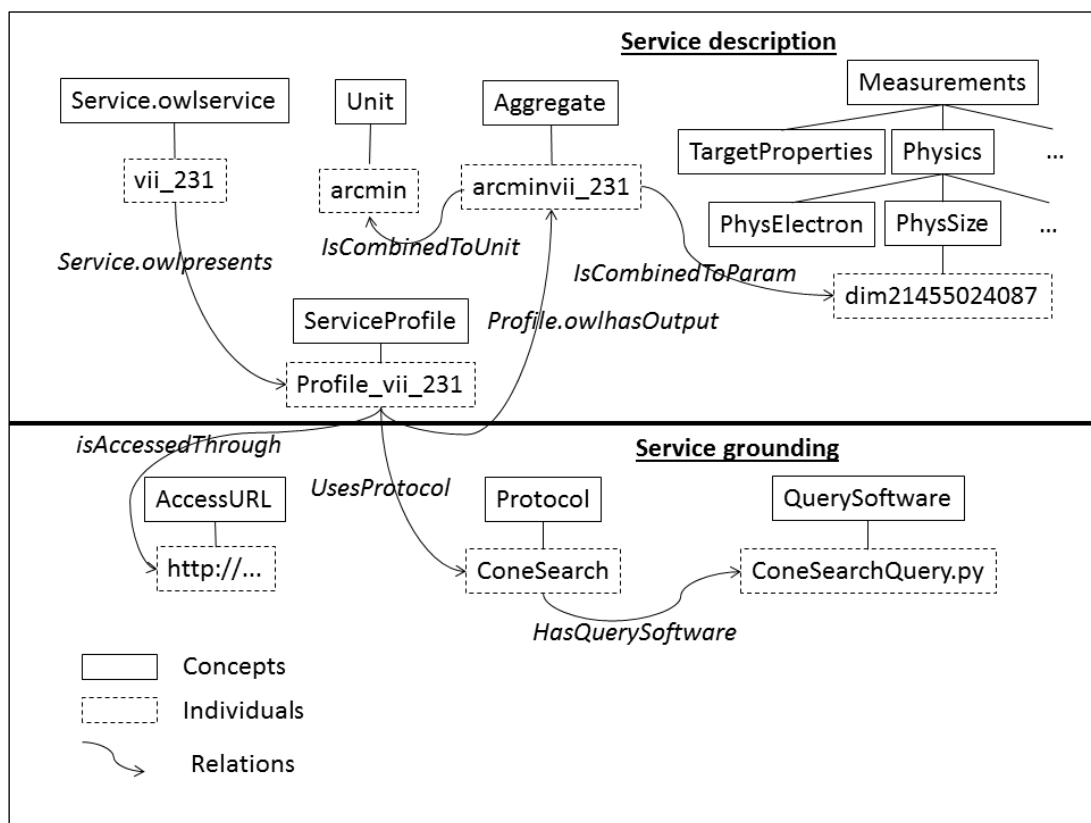 Service description
Service.owlservice
Unit
Aggregate
Measurements
TargetProperties
Physics
...
vii_231
arcmin
arcminvii_231
PhysElectron
PhysSize
...
IsCombinedToUnit
Service.owlpresents
IsCombinedToParam
dim21455024087
ServiceProfile
Profile.owlhasOutput
Profile_vii_231
isAccessedThrough
Service grounding
UsesProtocol
AccessURL
Protocol
QuerySoftware
http://...
ConeSearch
ConeSearchQuery.py
HasQuerySoftware
Concepts
Individuals
Relations